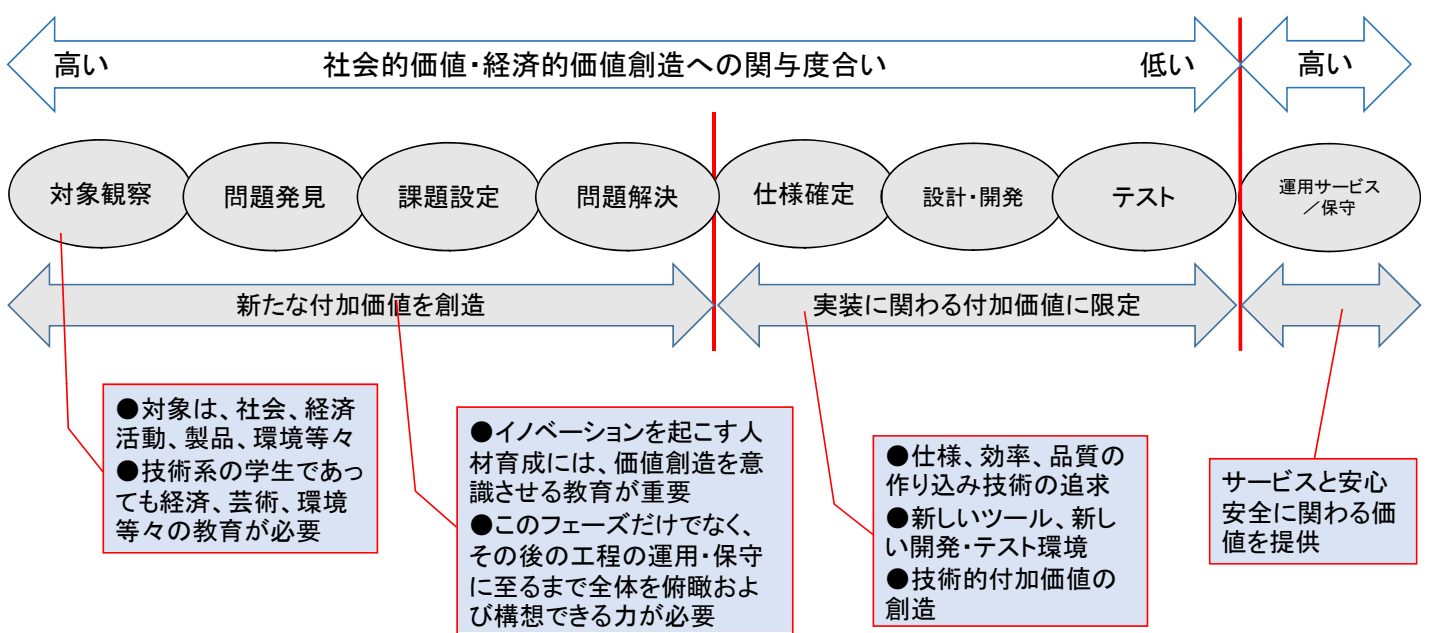 高い
社会的価値・経済的価値創造への関与度合い
低い
高い
対象観察
問題発見
課題設定
問題解決
仕様確定
設計・開発
テスト
運用サービス
／保守
新たな付加価値を創造
実装に関わる付加価値に限定
●対象は、社会、経済
活動、製品、環境等々
●技術系の学生であっ
ても経済、芸術、環境
等々の教育が必要
●イノベーションを起こす人
材育成には、価値創造を意
識させる教育が重要
●このフェーズだけでなく、
その後の工程の運用・保守
に至るまで全体を俯瞰およ
び構想できる力が必要
●仕様、効率、品質の
作り込み技術の追求
●新しいツール、新し
い開発・テスト環境
●技術的付加価値の
創造
サービスと安心
安全に関わる価
値を提供